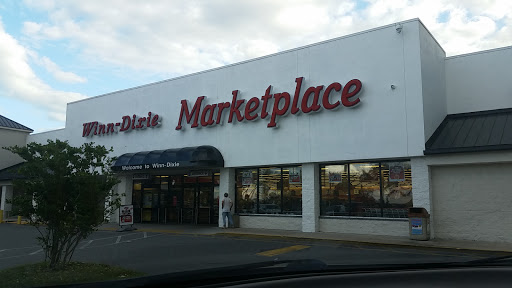 Winn-Dixie Marketplace
Welcome to Winn-Dixie